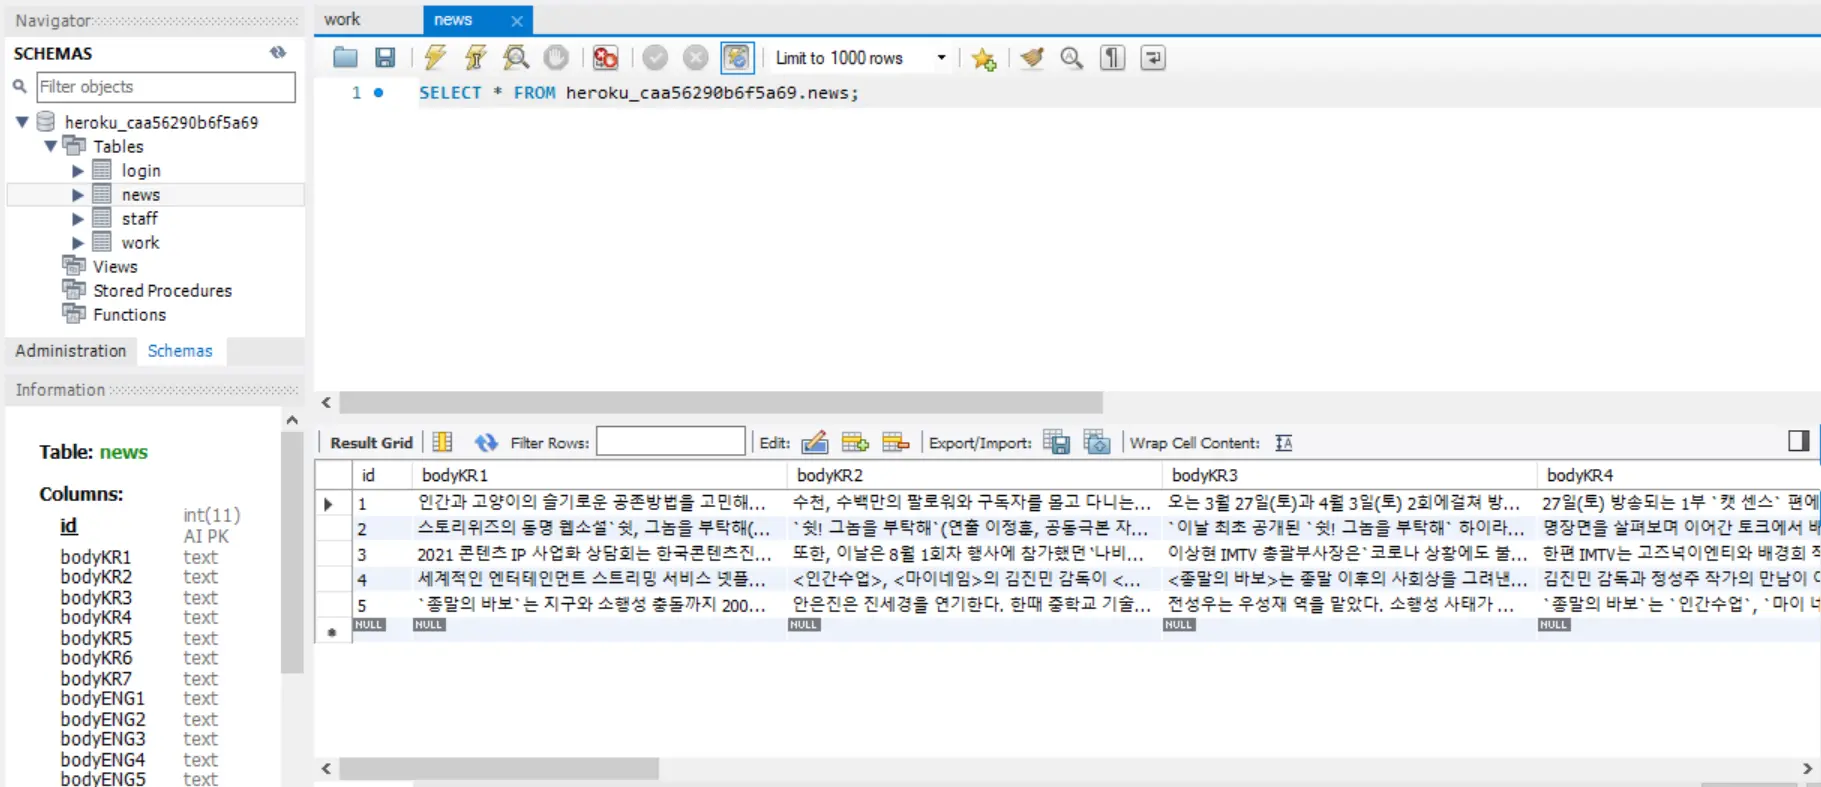 Navigator
SCHEMAS
Filter objects
heroku_caa56290b6f5a69
Tables
login
news
staff
work
Views
Stored Procedures
Functions
Administration Schemas
Information
Table: news
Columns:
id int(11)
AI PK
bodyKR1 text
bodyKR2 text
bodyKR3 text
bodyKR4 text
bodyKR5 text
bodyKR6 text
bodyKR7 text
bodyENG1 text
bodyENG2 text
bodyENG3 text
bodyENG4 text
bodyENG5 text
work news
Limit to 1000 rows
1 SELECT * FROM heroku_caa56290b6f5a69.news;
Result Grid Filter Rows: Edit: Export/Import: Wrap Cell Content:
id bodyKR1 bodyKR2 bodyKR3 bodyKR4
1 인간과 고양이의 슬기로운 공존방법을 고민해... 수천, 수백만의 팔로워와 구독자를 몰고 다니는... 오는 3월 27일(토)과 4월 3일(토) 2회에걸쳐 방... 27일(토) 방송되는 1부 `캣 센스` 편에
2 스토리위즈의 동명 웹소설`쉿, 그놈을 부탁해(... `쉿! 그놈을 부탁해`(연출 이정훈, 공동극본 자... `이날 최초 공개된 `쉿! 그놈을 부탁해` 하이라... 명장면을 살펴보며 이어간 토크에서 배
3 2021 콘텐츠 IP 사업화 상담회는 한국콘텐츠진... 또한, 이날은 8월 1회차 행사에 참가했던 '나비... 이상현 IMTV 총괄부사장은`코로나 상황에도 불... 한편 IMTV는 고즈넉이엔티와 배경희 작
4 세계적인 엔터테인먼트 스트리밍 서비스 넷플... <인간수업>, <마이네임>의 김진민 감독이 <... <종말의 바보>는 종말 이후의 사회상을 그려낸... 김진민 감독과 정성주 작가의 만남이
5 `종말의 바보`는 지구와 소행성 충돌까지 200... 안은진은 진세경을 연기한다. 한때 중학교 기술... 전성우는 우성재 역을 맡았다. 소행성 사태가 ... `종말의 바보`는 `인간수업`, `마이 네
NULL NULL NULL NULL NULL